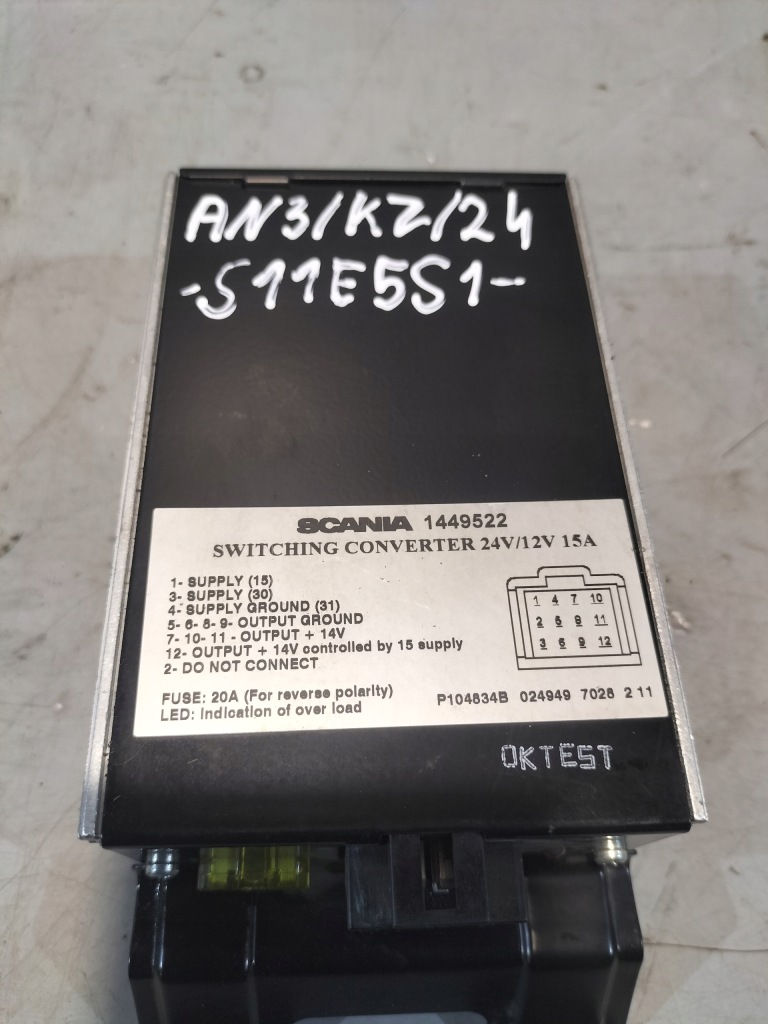 AN3/KZ/24
-S11E5S1-
SCANIA 1449522
SWITCHING CONVERTER 24V/12V 15A
1- SUPPLY (15)
3- SUPPLY (30)
4- SUPPLY GROUND (31)
5- 6- 8- 9- OUTPUT GROUND
7- 10- 11 - OUTPUT + 14V
12- OUTPUT + 14V controlled by 15 supply
2- DO NOT CONNECT
1 4 7 10
2 5 8 11
3 6 9 12
FUSE: 20A (For reverse polarity)
LED: Indication of over load
P104834B 024949 7028 2 11
OKTEST